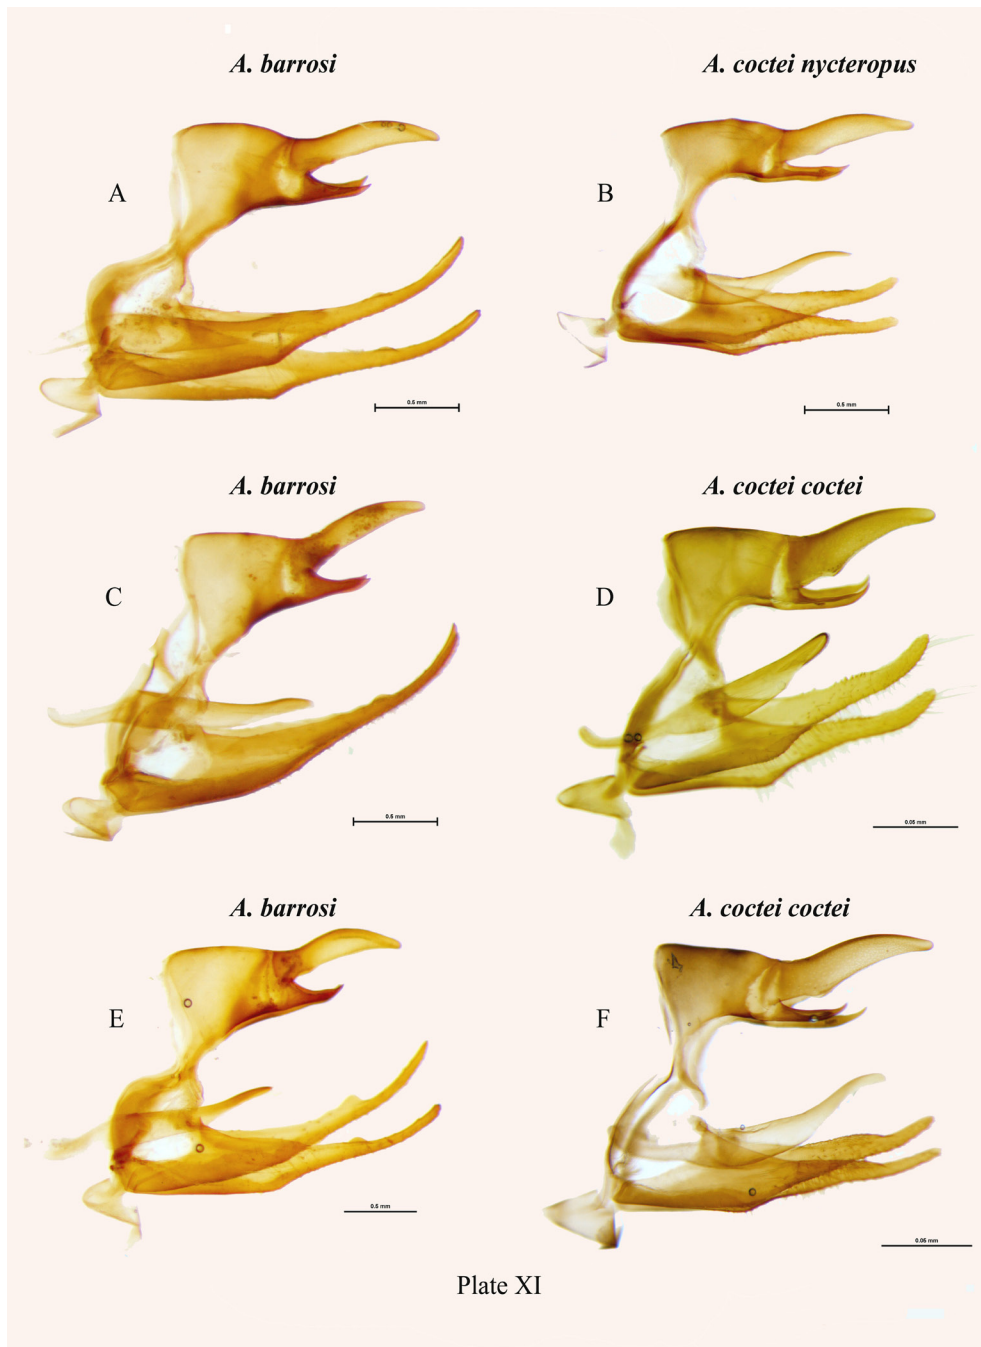 A. barrosi
A. coctei nycteropus
A
B
0.5 mm
0.5 mm
A. barrosi
A. coctei coctei
C
D
0.5 mm
0.05 mm
A. barrosi
A. coctei coctei
E
F
0.5 mm
0.05 mm
Plate XI